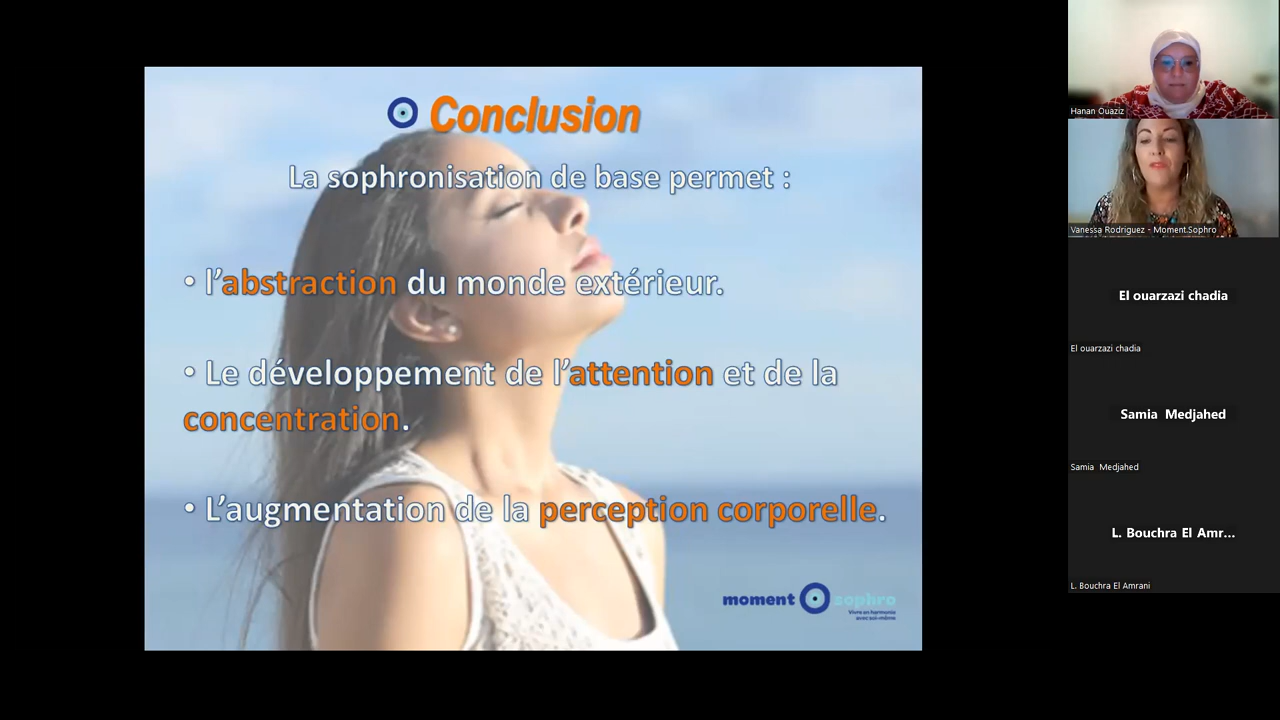 Conclusion
La sophronisation de base permet :
• l’abstraction du monde extérieur.
• Le développement de l’attention et de la
concentration.
• L’augmentation de la perception corporelle.
moment sophro
Vivre en harmonie
avec soi-même
Hanan Ouaziz
Vanessa Rodriguez - Moment.Sophro
El ouarzazi chadia
El ouarzazi chadia
Samia Medjahed
Samia Medjahed
L. Bouchra El Amr...
L. Bouchra El Amrani